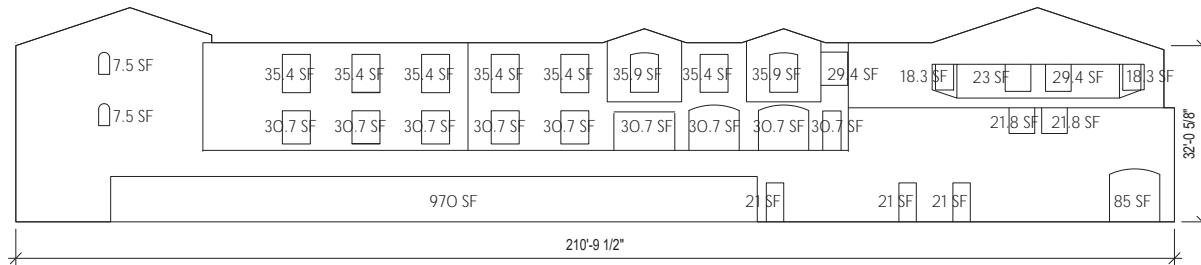 7.5 SF 35.4 SF 35.4 SF 35.4 SF 35.4 SF 35.4 SF 35.9 SF 35.4 SF 35.9 SF 29.4 SF 18.3 SF 23 SF 29.4 SF 18.3 SF
7.5 SF 30.7 SF 30.7 SF 30.7 SF 30.7 SF 30.7 SF 30.7 SF 30.7 SF 30.7 SF 30.7 SF 21.8 SF 21.8 SF
32'-0 5/8"
970 SF 21 SF 21 SF 21 SF 85 SF
210'-9 1/2"